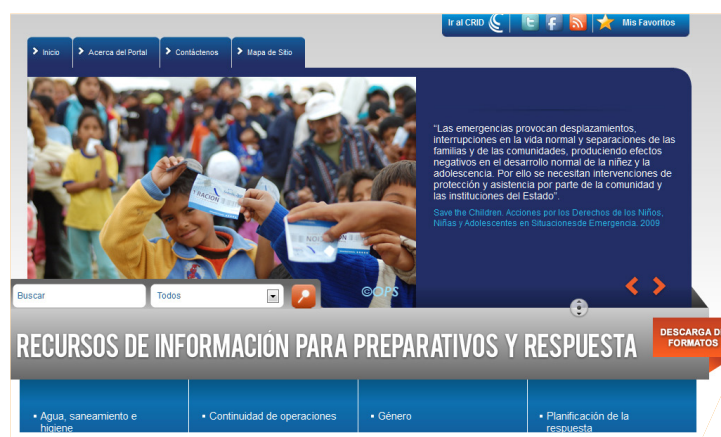 Ir al CRID
Mis Favoritos
Inicio
Acerca del Portal
Contáctenos
Mapa de Sitio
“Las emergencias provocan desplazamientos,
interrupciones en la vida normal y separaciones de las
familias y de las comunidades, produciendo efectos
negativos en el desarrollo normal de la niñez y la
adolescencia. Por ello se necesitan intervenciones de
protección y asistencia por parte de la comunidad y
las instituciones del Estado”.
Save the Children. Acciones por los Derechos de los Niños,
Niñas y Adolescentes en Situaciones de Emergencia. 2009
RACION
©OPS
Buscar
Todos
RECURSOS DE INFORMACIÓN PARA PREPARATIVOS Y RESPUESTA
DESCARGA
FORMATOS
• Agua, saneamiento e
higiene
• Continuidad de operaciones
• Género
• Planificación de la
respuesta